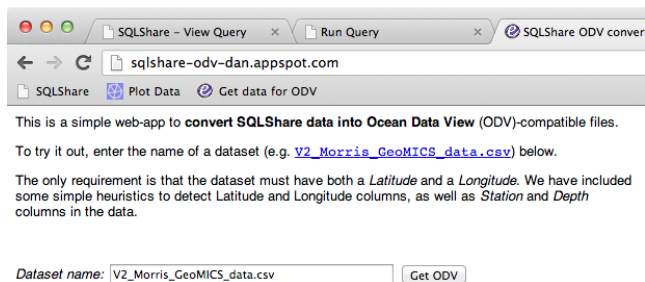 SQLShare – View Query × Run Query × SQLShare ODV conver
sqlshare-odv-dan.appspot.com
SQLShare Plot Data Get data for ODV
This is a simple web-app to convert SQLShare data into Ocean Data View (ODV)-compatible files.
To try it out, enter the name of a dataset (e.g. V2_Morris_GeoMICS_data.csv) below.
The only requirement is that the dataset must have both a Latitude and a Longitude. We have included
some simple heuristics to detect Latitude and Longitude columns, as well as Station and Depth
columns in the data.
Dataset name: V2_Morris_GeoMICS_data.csv Get ODV